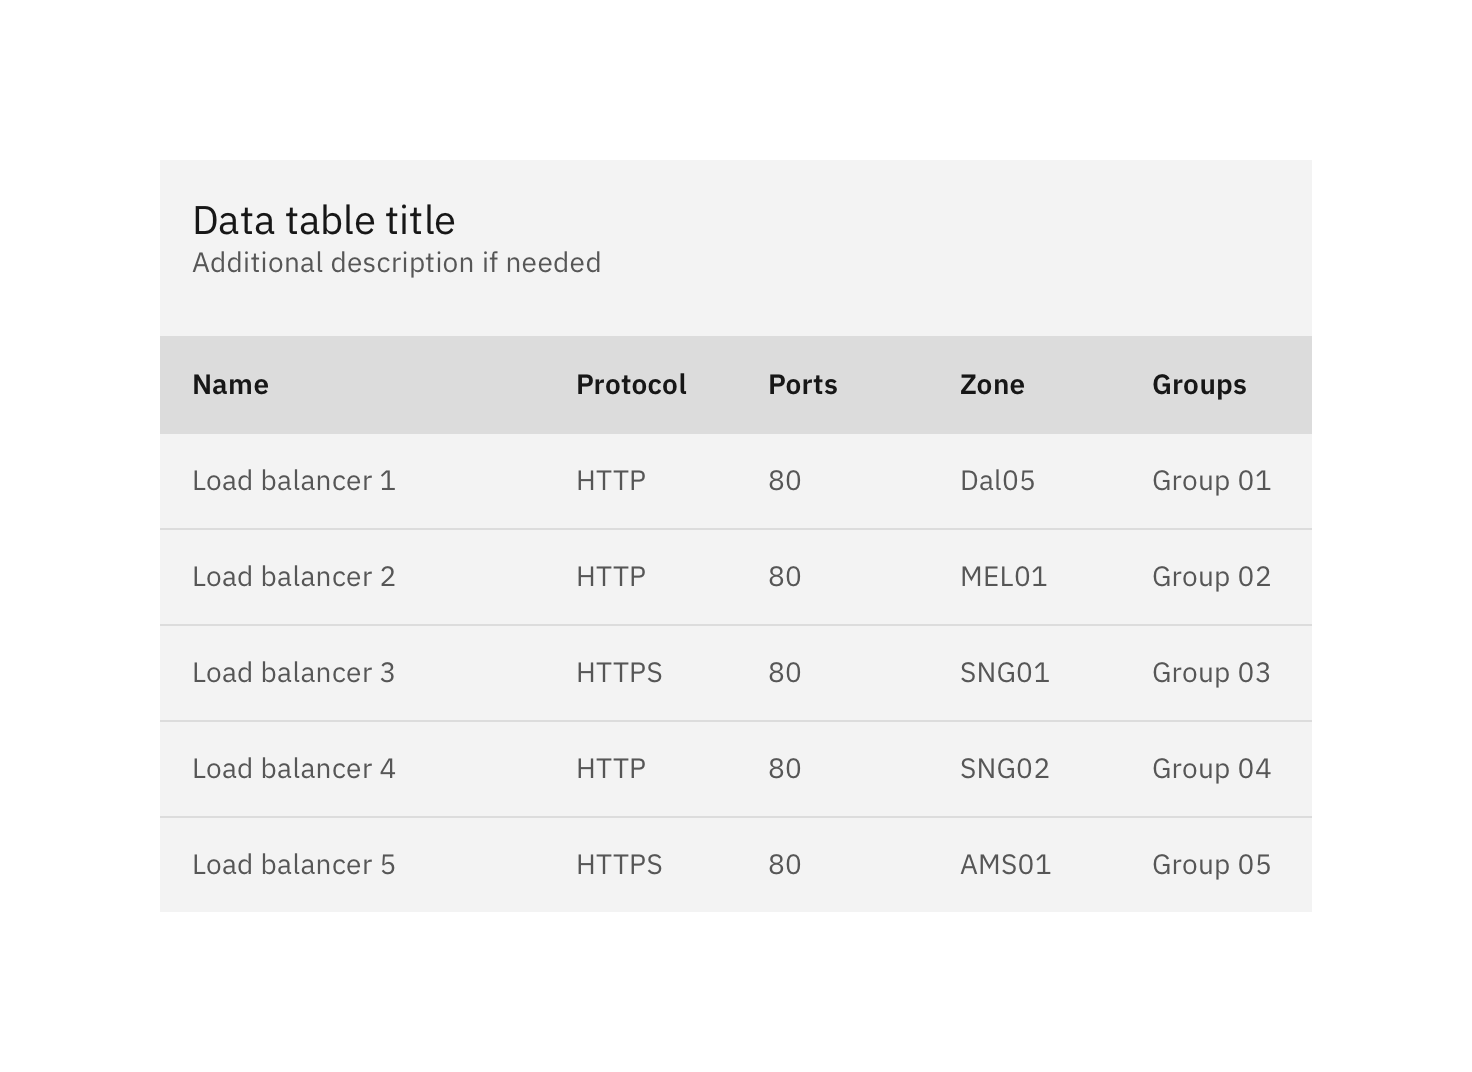 Data table title
Additional description if needed
Name Protocol Ports Zone Groups
Load balancer 1 HTTP 80 Dal05 Group 01
Load balancer 2 HTTP 80 MEL01 Group 02
Load balancer 3 HTTPS 80 SNG01 Group 03
Load balancer 4 HTTP 80 SNG02 Group 04
Load balancer 5 HTTPS 80 AMS01 Group 05